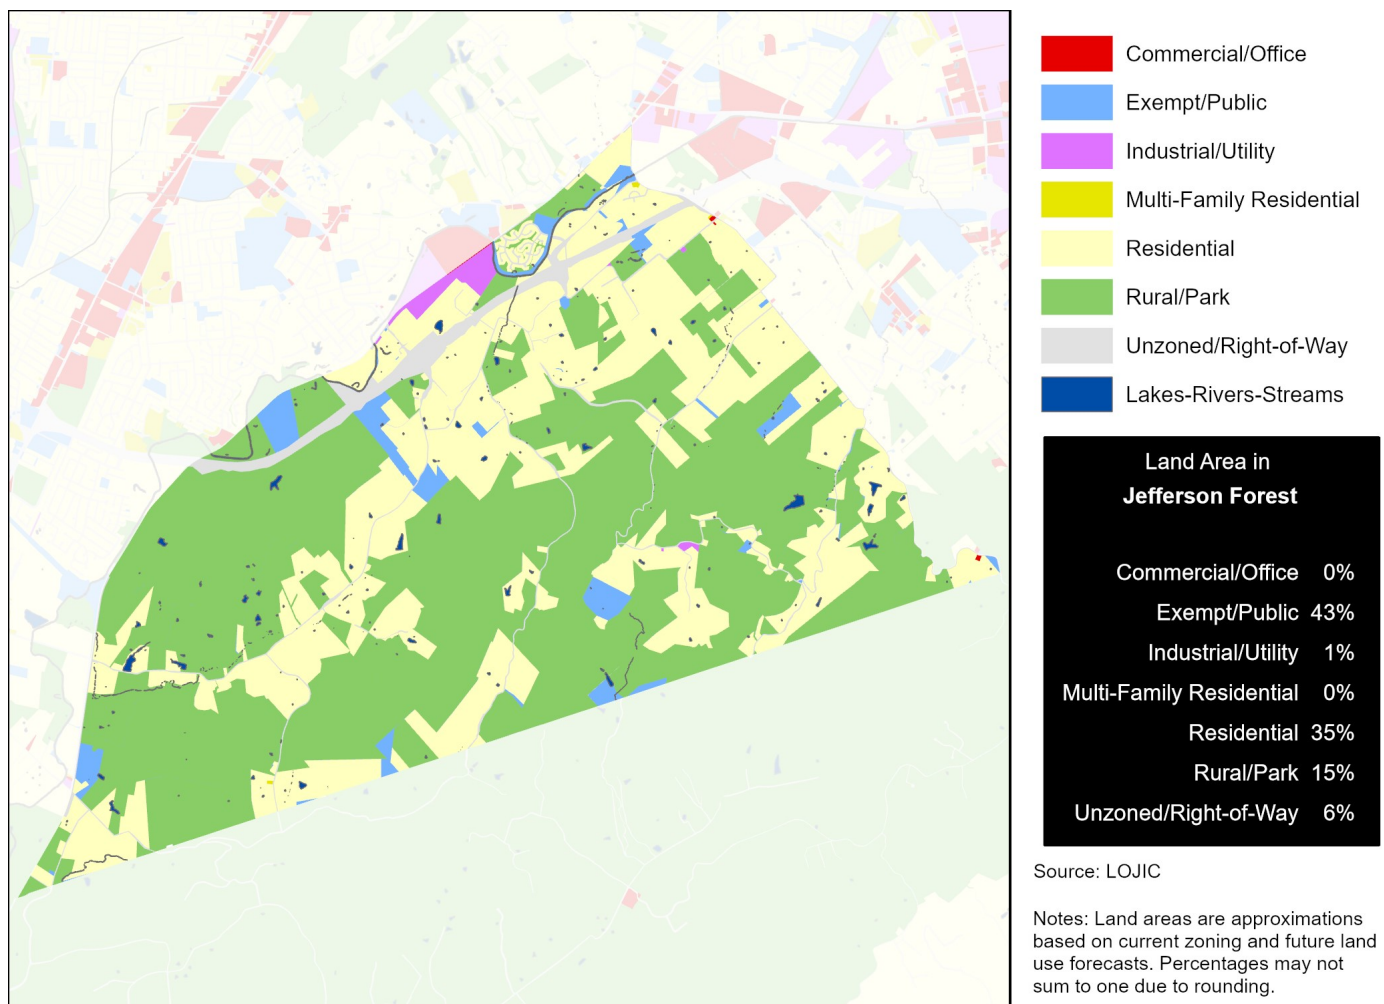 Commercial/Office
Exempt/Public
Industrial/Utility
Multi-Family Residential
Residential
Rural/Park
Unzoned/Right-of-Way
Lakes-Rivers-Streams
Land Area in
Jefferson Forest
Commercial/Office 0%
Exempt/Public 43%
Industrial/Utility 1%
Multi-Family Residential 0%
Residential 35%
Rural/Park 15%
Unzoned/Right-of-Way 6%
Source: LOJIC
Notes: Land areas are approximations
based on current zoning and future land
use forecasts. Percentages may not
sum to one due to rounding.